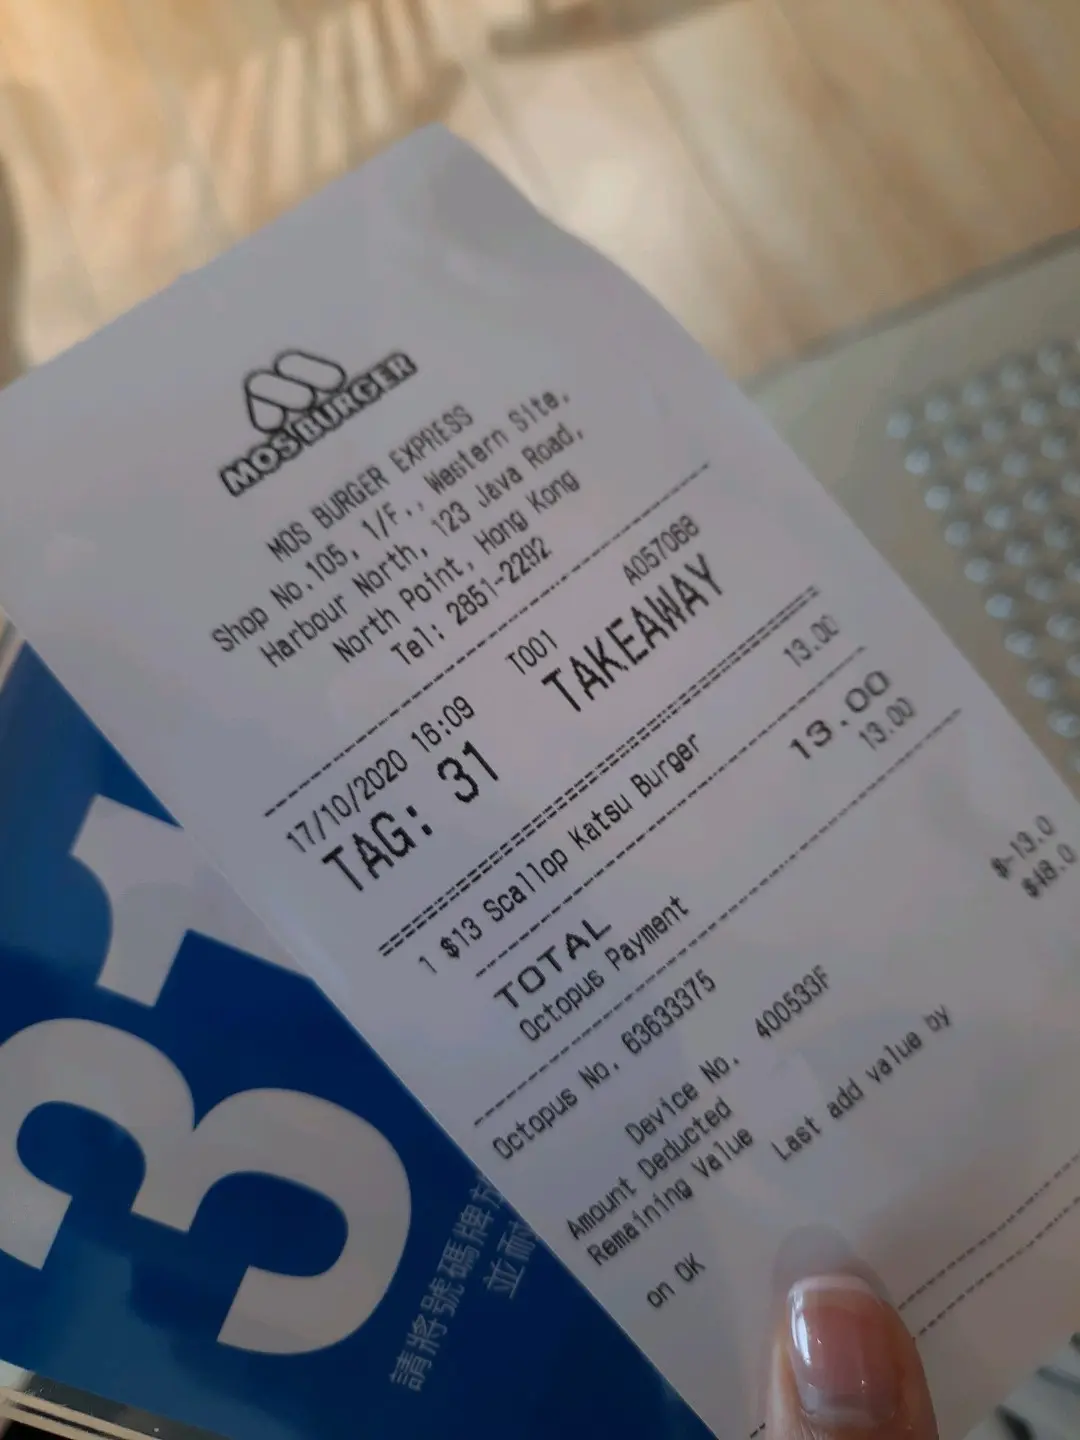 MOS BURGER
MOS BURGER EXPRESS
Shop No.105, 1/F., Western Site,
Harbour North, 123 Java Road,
North Point, Hong Kong
Tel: 2851-2292
17/10/2020 16:09 T001 A057068
TAG: 31 TAKEAWAY
1 $13 Scallop Katsu Burger 13.00
TOTAL 13.00
Octopus Payment 13.00
Octopus No. 63633375
Device No. 400533F
Amount Deducted $-13.0
Remaining Value $48.0
Last add value by
on OK
31
請將號碼牌放
並耐